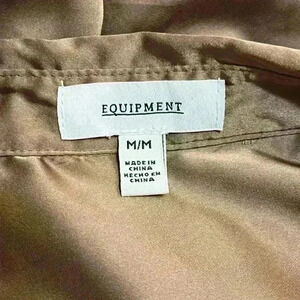 EQUIPMENT
M/M
MADE IN
CHINA
HECHO EN
CHINA